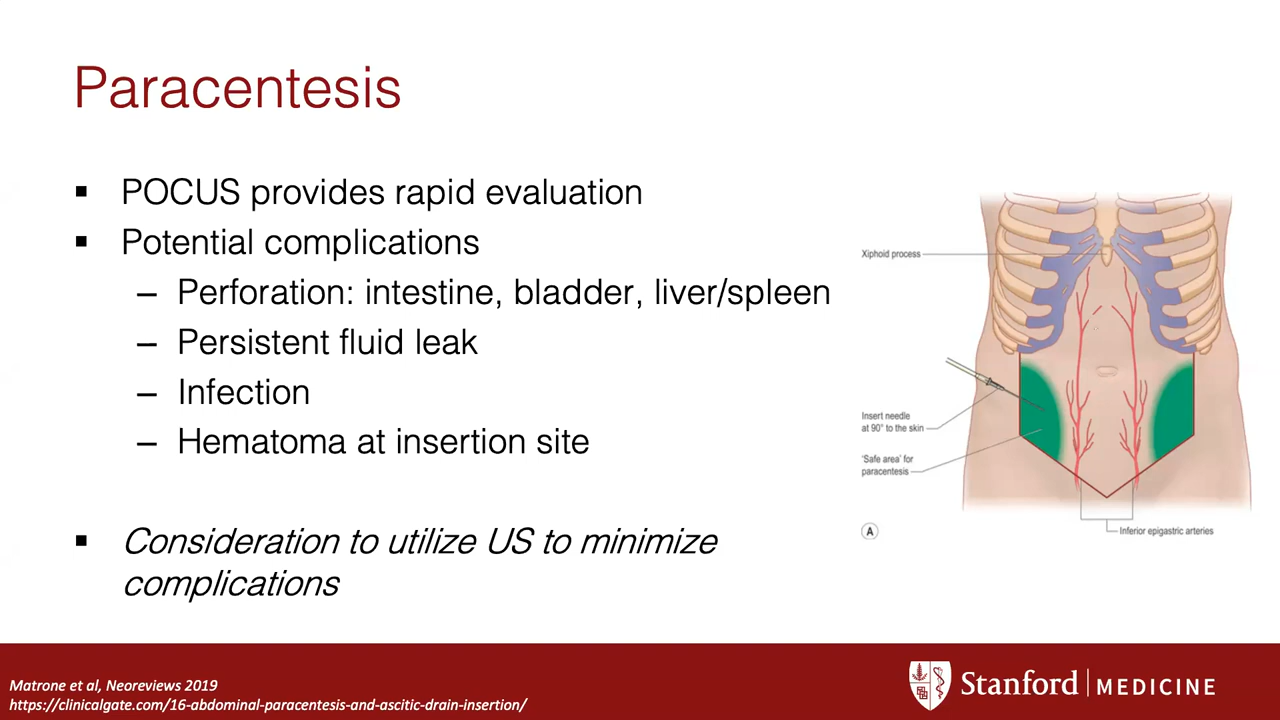 Paracentesis
▪ POCUS provides rapid evaluation
▪ Potential complications
– Perforation: intestine, bladder, liver/spleen
– Persistent fluid leak
– Infection
– Hematoma at insertion site
▪ Consideration to utilize US to minimize
complications
Xiphoid process
Insert needle
at 90° to the skin
‘Safe area’ for
paracentesis
A
Inferior epigastric arteries
Matrone et al, Neoreviews 2019
https://clinicalgate.com/16-abdominal-paracentesis-and-ascitic-drain-insertion/
Stanford MEDICINE